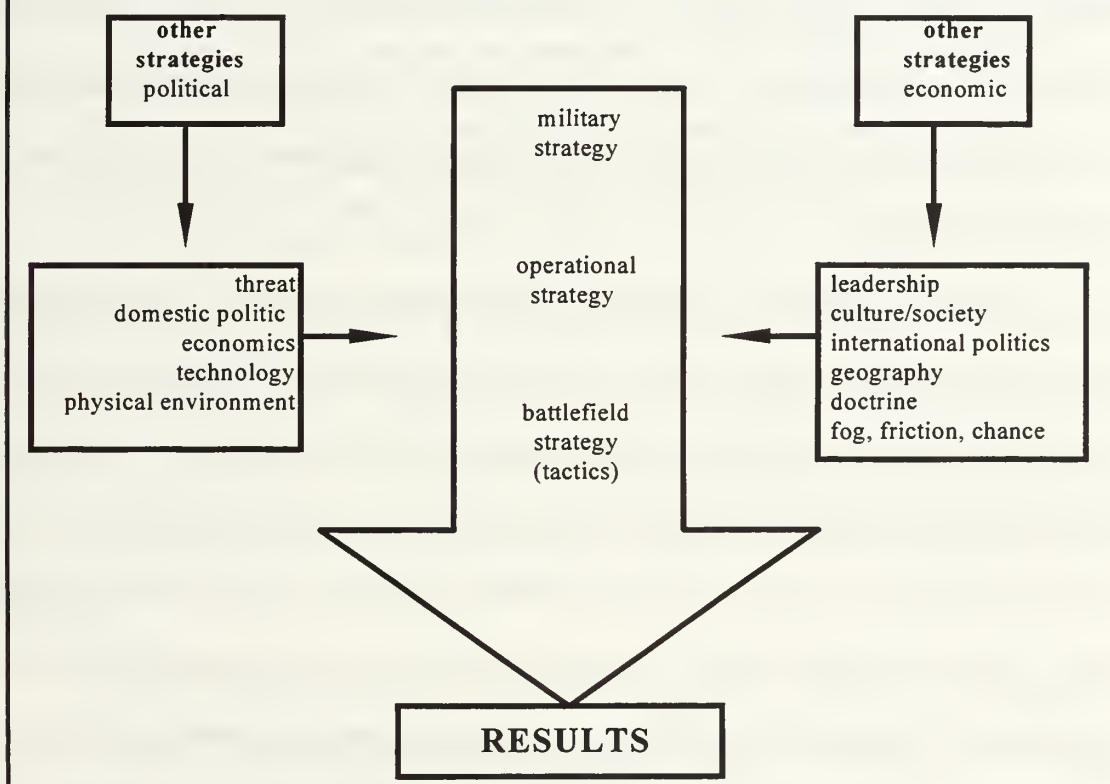 other
strategies
political
other
strategies
economic
military
strategy
operational
strategy
battlefield
strategy
(tactics)
threat
domestic politic
economics
technology
physical environment
leadership
culture/society
international politics
geography
doctrine
fog, friction, chance
RESULTS